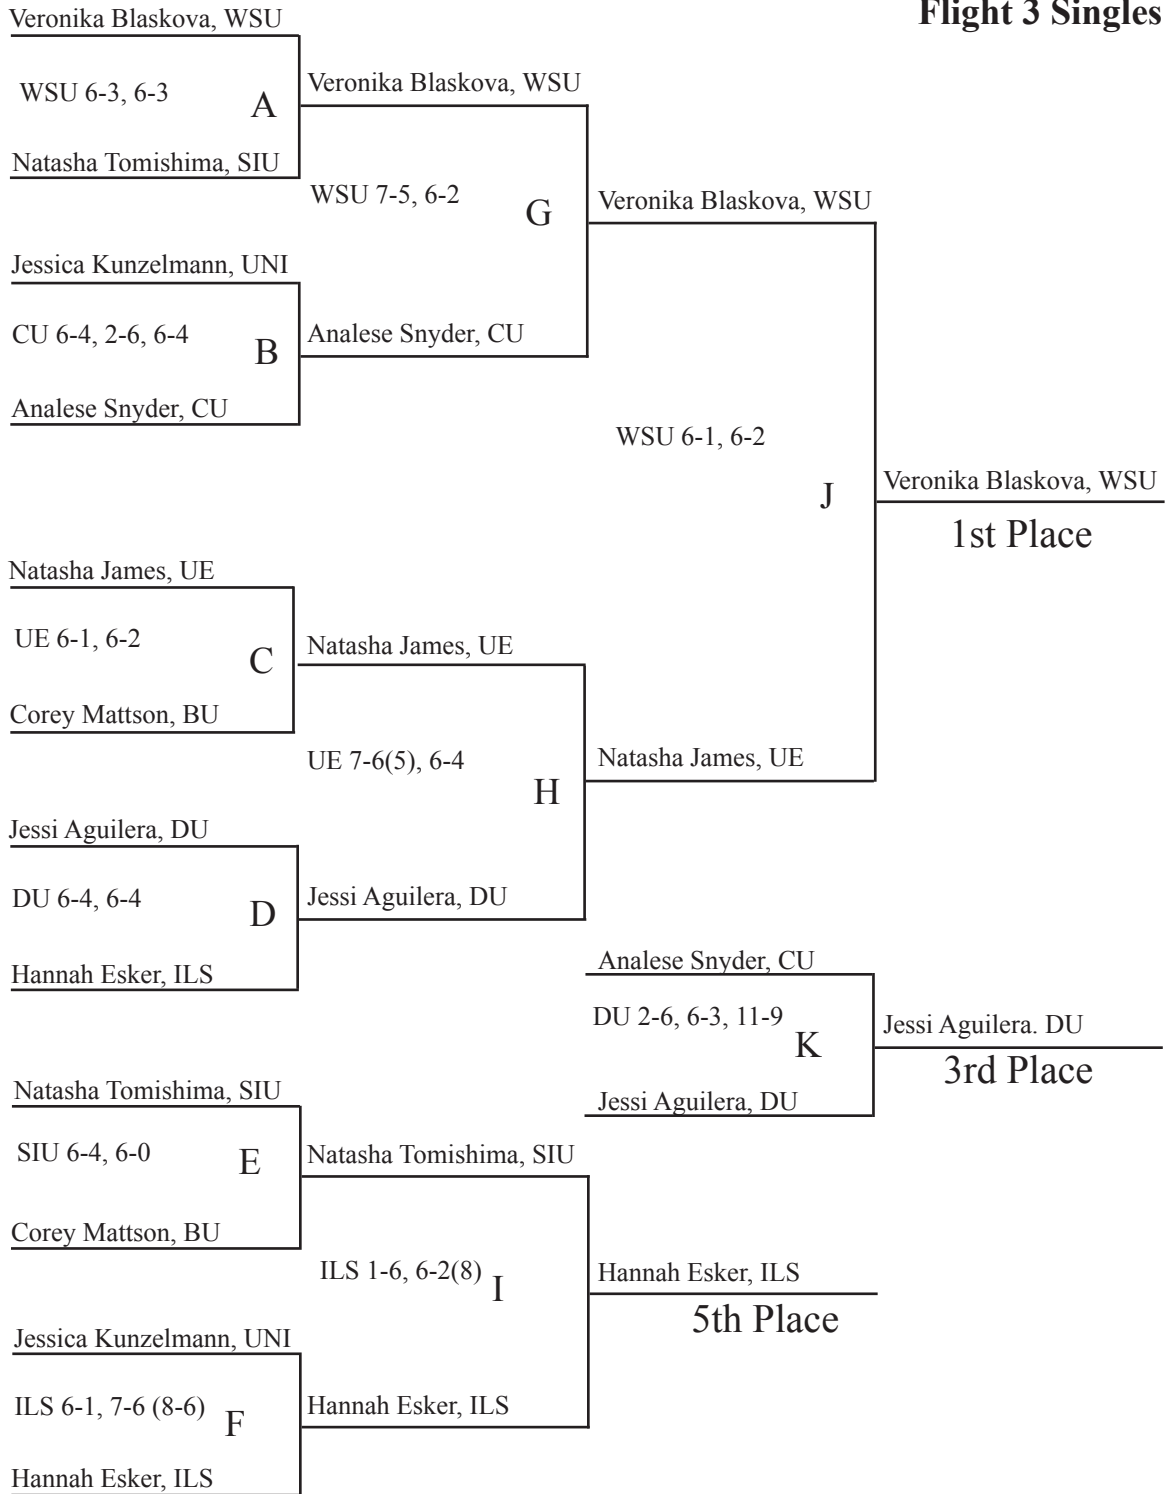 Flight 3 Singles
Veronika Blaskova, WSU
WSU 6-3, 6-3
A
Natasha Tomishima, SIU
Veronika Blaskova, WSU
WSU 7-5, 6-2
G
Veronika Blaskova, WSU
Jessica Kunzelmann, UNI
CU 6-4, 2-6, 6-4
B
Analese Snyder, CU
Analese Snyder, CU
WSU 6-1, 6-2
J
Veronika Blaskova, WSU
1st Place
Natasha James, UE
UE 6-1, 6-2
C
Corey Mattson, BU
Natasha James, UE
UE 7-6(5), 6-4
H
Natasha James, UE
Jessi Aguilera, DU
DU 6-4, 6-4
D
Hannah Esker, ILS
Jessi Aguilera, DU
Analese Snyder, CU
DU 2-6, 6-3, 11-9
K
Jessi Aguilera, DU
Jessi Aguilera. DU
3rd Place
Natasha Tomishima, SIU
SIU 6-4, 6-0
E
Corey Mattson, BU
Natasha Tomishima, SIU
ILS 1-6, 6-2(8)
I
Hannah Esker, ILS
5th Place
Jessica Kunzelmann, UNI
ILS 6-1, 7-6 (8-6)
F
Hannah Esker, ILS
Hannah Esker, ILS